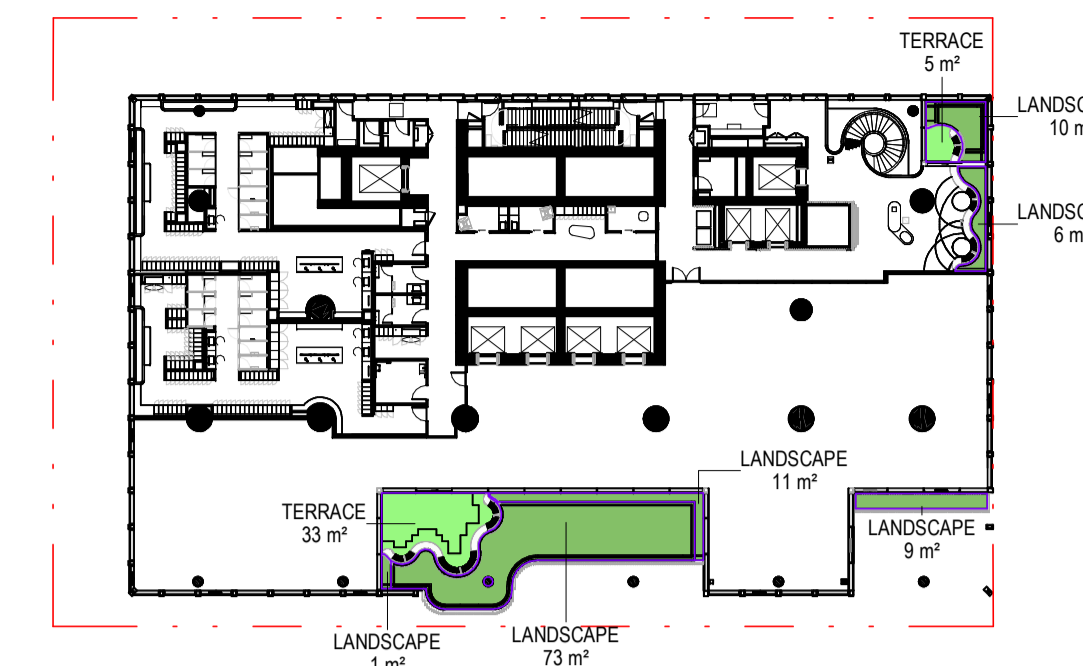 TERRACE
5 m²
LANDSC
10 m
LANDSC
6 m
LANDSCAPE
11 m²
TERRACE
33 m²
LANDSCAPE
9 m²
LANDSCAPE
1 m²
LANDSCAPE
73 m²